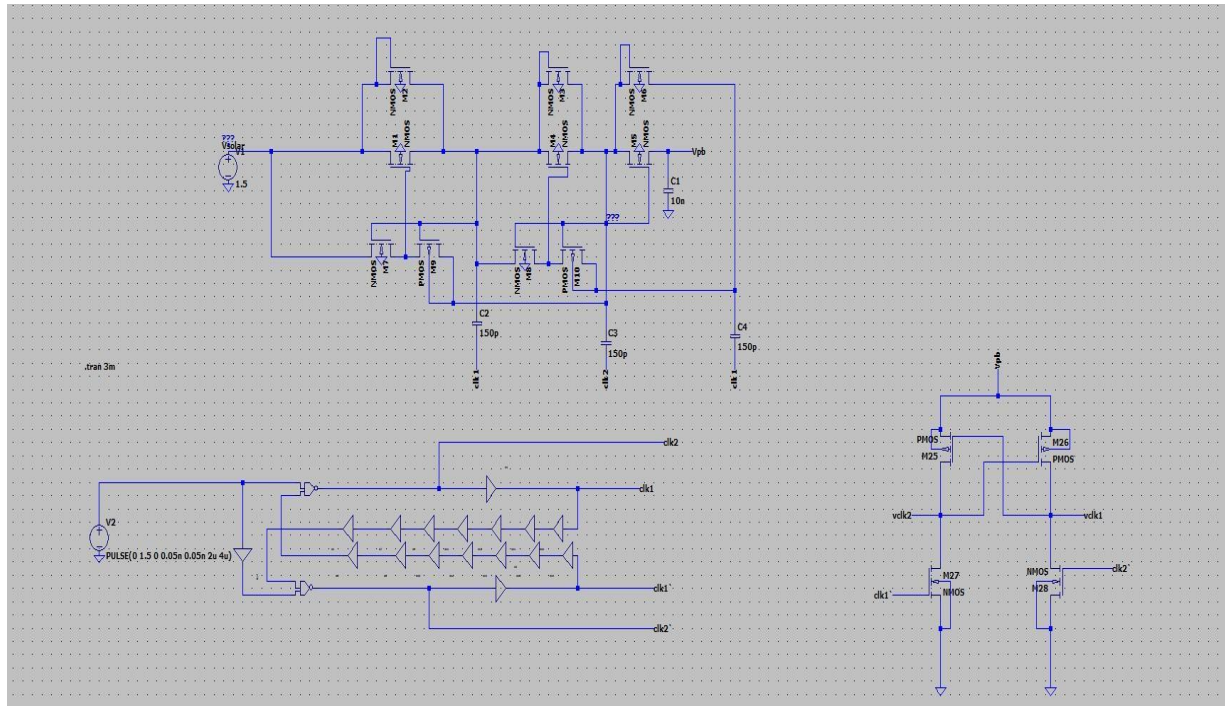 NMOS
M2
NMOS
M3
NMOS
M6
M1
NMOS
M4
NMOS
M5
NMOS
???
Vsolar
V1
1.5
Vpb
C1
10n
???
NMOS
M7
PMOS
M9
NMOS
M8
PMOS
M10
C2
150p
C3
150p
C4
150p
clk1
clk2
clk1
.tran 3m
Vpb
PMOS
M25
M26
PMOS
clk2
clk1
V2
PULSE(0 1.5 0 0.05n 0.05n 2u 4u)
vclk2
vclk1
M27
NMOS
NMOS
M28
clk2`
clk1`
clk1`
clk2`